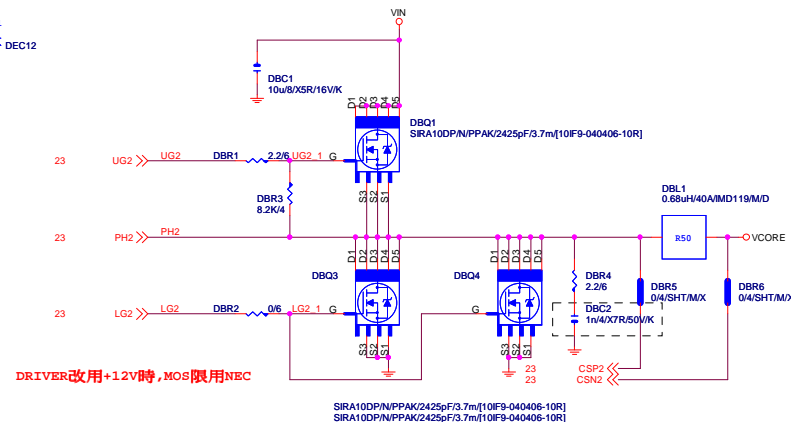 VIN
DEC12
DBC1
10u/8/X5R/16V/K
D1
D2
D3
D4
D5
DBQ1
SIRA10DP/N/PPAK/2425pF/3.7m/[10IF9-040406-10R]
23 UG2 UG2 DBR1 2.2/6 UG2_1 G
S3
S2
S1
DBR3
8.2K/4
DBL1
0.68uH/40A/IMD119/M/D
23 PH2 PH2 R50 VCORE
D1
D2
D3
D4
D5
D1
D2
D3
D4
D5
DBQ3 DBQ4
DBR4
2.2/6
DBR5
0/4/SHT/M/X
DBR6
0/4/SHT/M/X
23 LG2 LG2 DBR2 0/6 LG2_1 G G
DBC2
1n/4/X7R/50V/K
S3
S2
S1
S3
S2
S1
23 CSP2
23 CSN2
DRIVER改用+12V時,MOS限用NEC
SIRA10DP/N/PPAK/2425pF/3.7m/[10IF9-040406-10R]
SIRA10DP/N/PPAK/2425pF/3.7m/[10IF9-040406-10R]